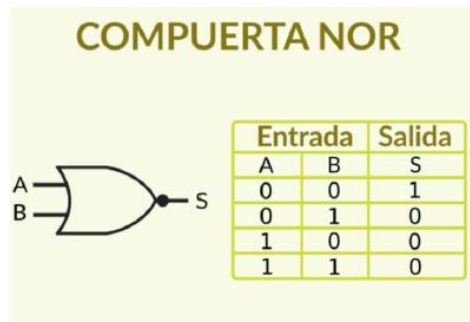 COMPUERTA NOR
Entrada Salida
A B S
0 0 1
0 1 0
1 0 0
1 1 0
A
B
S